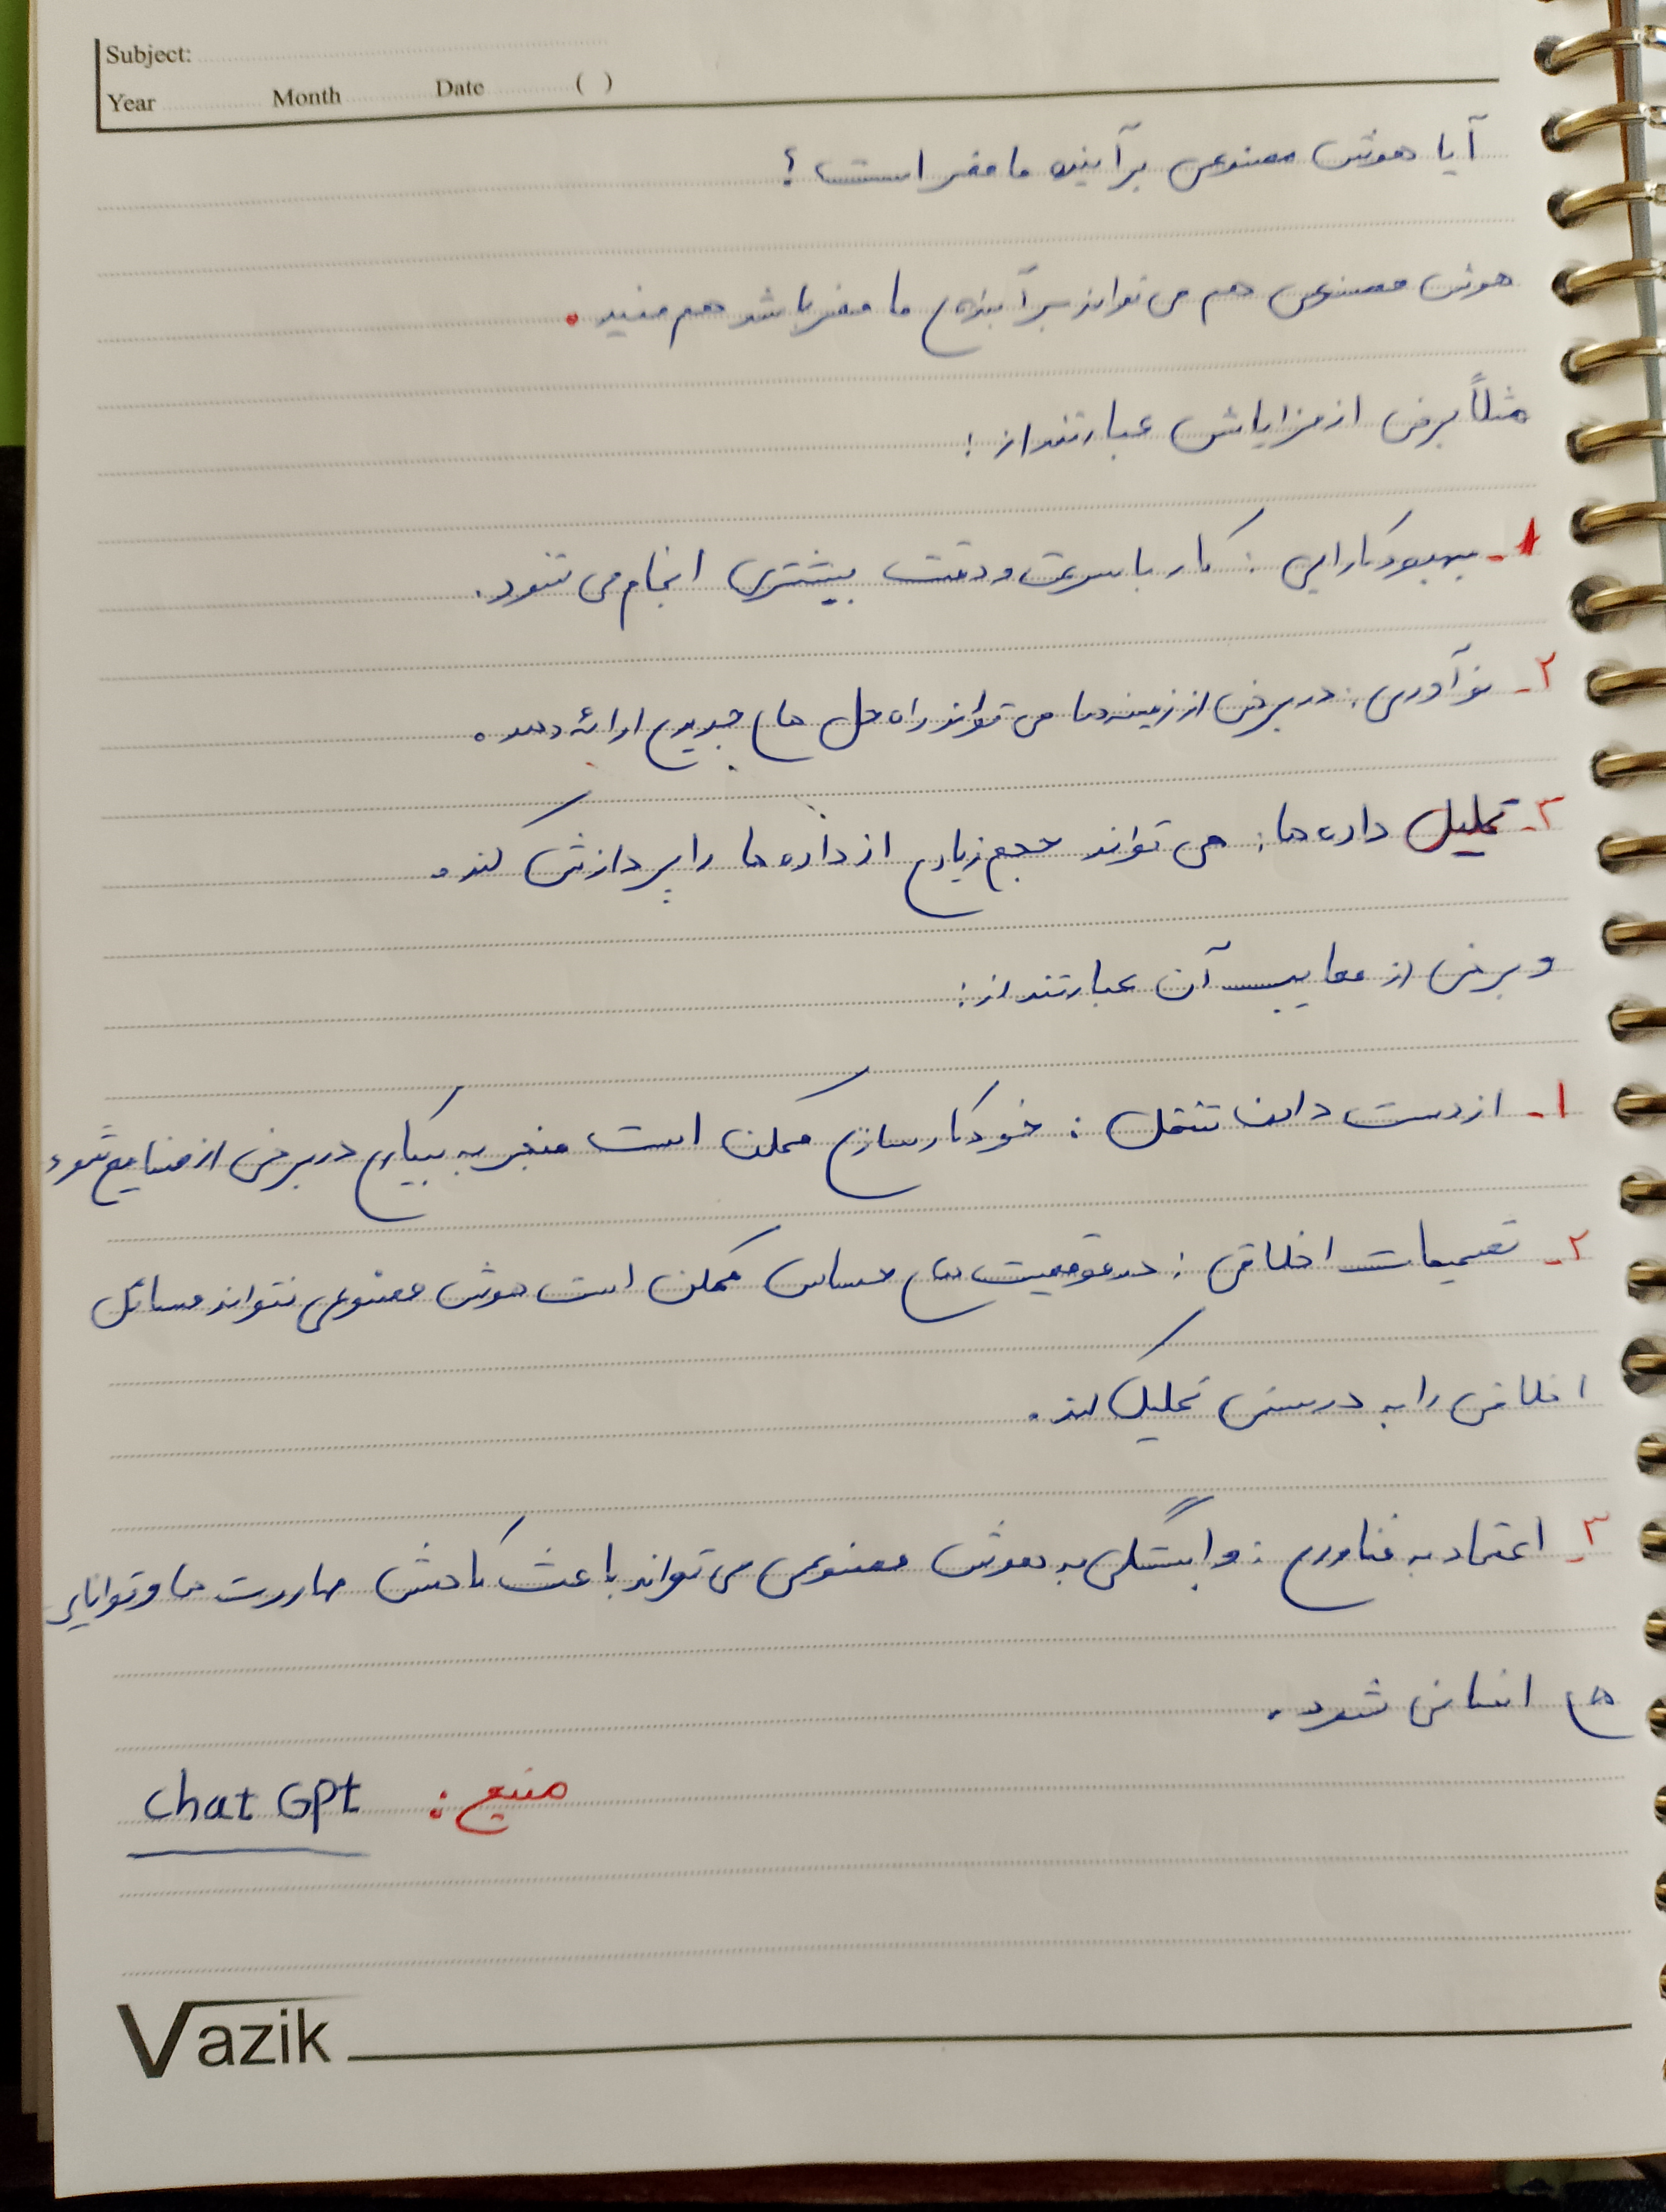 Subject:
Year Month Date ( )
آیا هوش مصنوعی بر آینده ما مضر است ؟
هوش مصنوعی هم می تواند بر آینده ی ما مضر باشد هم مفید .
مثلاً برخی از مزایاش عبارتند از :
۱- بهبود کارایی : کار با سرعت و دقت بیشتری انجام می شود .
۲- نوآوری : در برخی از زمینه ها می تواند راه حل های جدیدی ارائه دهد .
۳- تحلیل داده ها : می تواند حجم زیادی از داده ها را پردازش کند .
و برخی از معایب آن عبارتند از :
۱- از دست دادن شغل : خودکارسازی ممکن است منجر به بیکاری در برخی از صنایع شود
۲- تصمیمات اخلاقی : در موقعیت های حساس ممکن است هوش مصنوعی نتواند مسائل
اخلاقی را به درستی تحلیل کند .
۳- اعتماد به فناوری : وابستگی به هوش مصنوعی می تواند باعث کاهش مهارت ها و توانایی
های انسانی شود .
منبع : chat GPt
Vazik